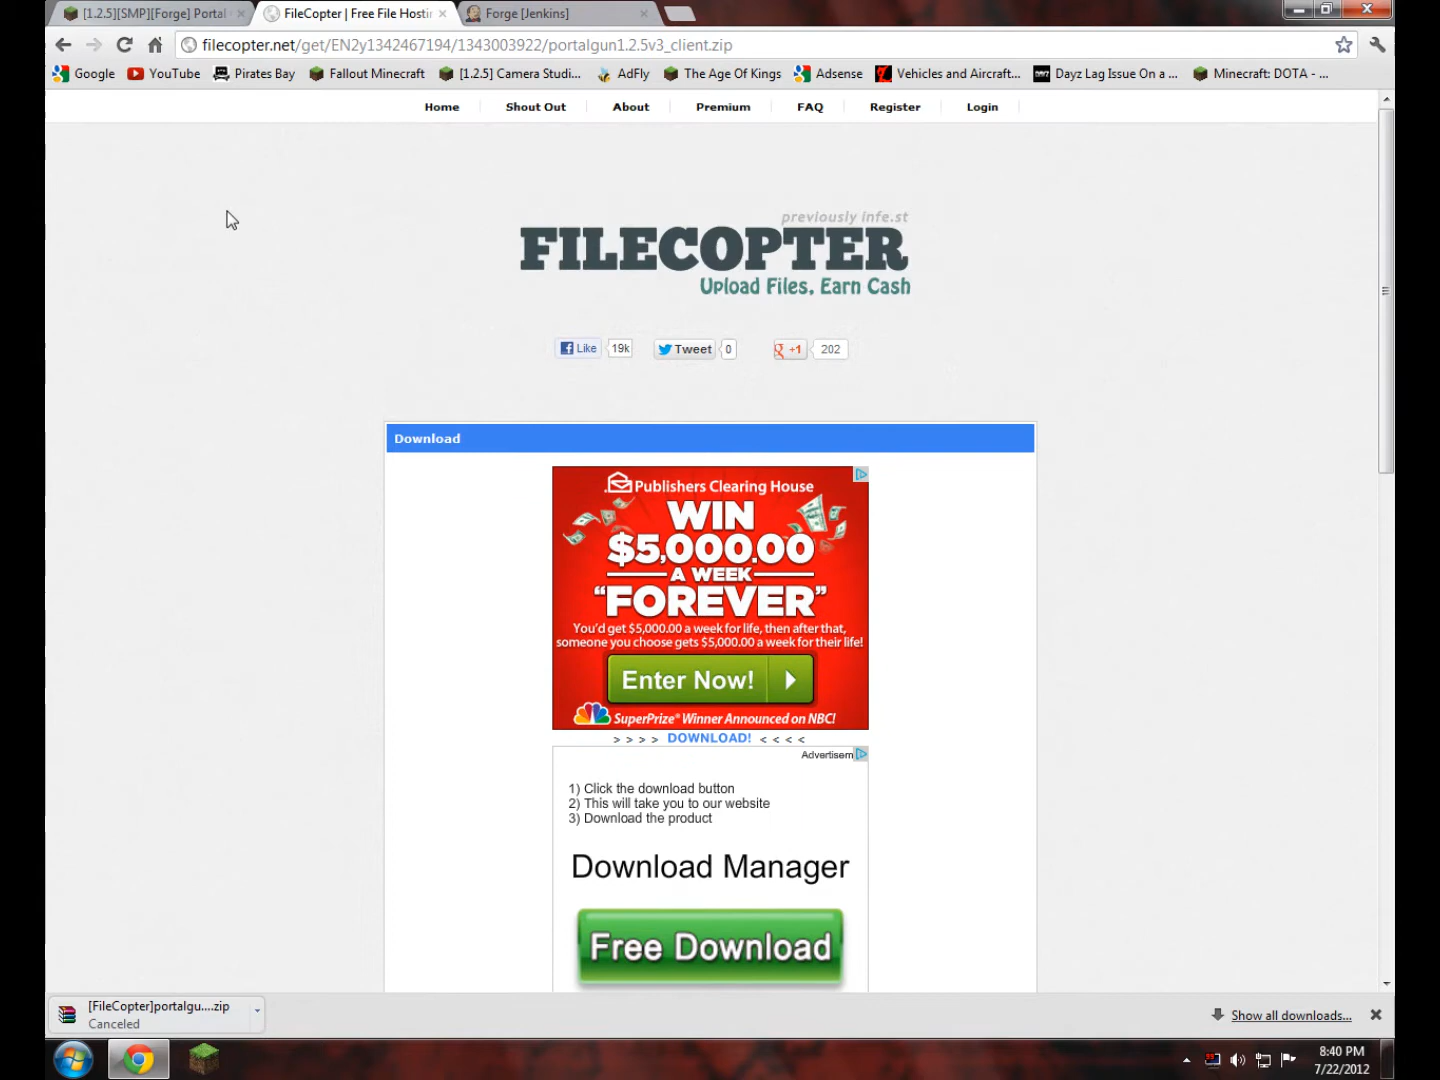 [1.2.5][SMP][Forge] Portal
FileCopter | Free File Hostin
Forge [Jenkins]
filecopter.net/get/EN2y1342467194/1343003922/portalgun1.2.5v3_client.zip
Google
YouTube
Pirates Bay
Fallout Minecraft
[1.2.5] Camera Studi...
AdFly
The Age Of Kings
Adsense
Vehicles and Aircraft...
Dayz Lag Issue On a ...
Minecraft: DOTA - ...
Home
Shout Out
About
Premium
FAQ
Register
Login
previously infe.st
FILECOPTER
Upload Files, Earn Cash
Like 19k
Tweet 0
+1 202
Download
Publishers Clearing House
WIN
$5,000.00
A WEEK
"FOREVER"
You'd get $5,000.00 a week for life, then after that,
someone you choose gets $5,000.00 a week for their life!
Enter Now!
SuperPrize® Winner Announced on NBC!
> > > > DOWNLOAD! < < < <
Advertisem
1) Click the download button
2) This will take you to our website
3) Download the product
Download Manager
Free Download
[FileCopter]portalgu....zip
Canceled
Show all downloads...
8:40 PM
7/22/2012